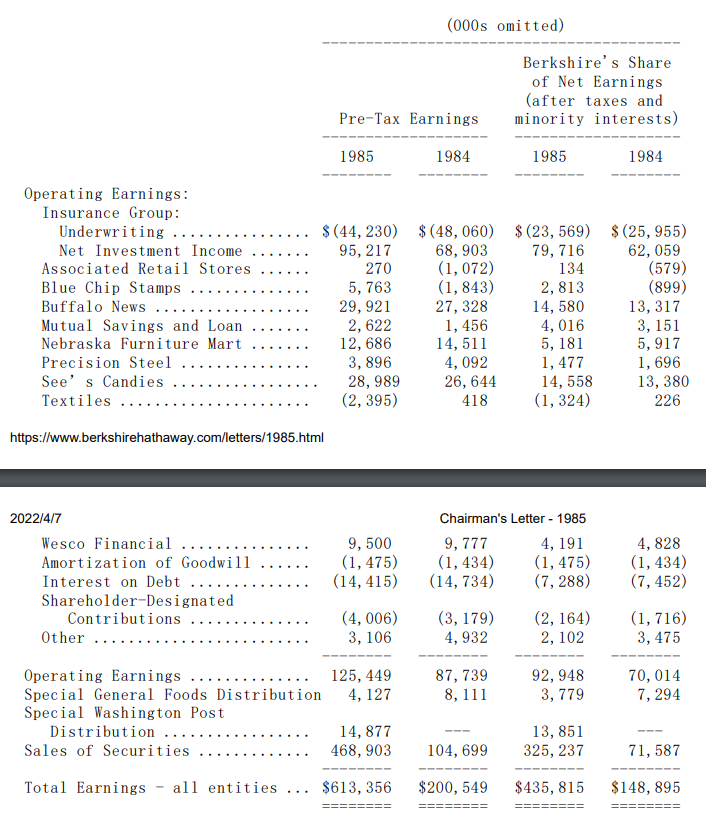 (000s omitted)
-----------------------------------------
Berkshire's Share
of Net Earnings
(after taxes and
Pre-Tax Earnings minority interests)
------------------- -------------------
1985 1984 1985 1984
-------- -------- -------- --------
Operating Earnings:
Insurance Group:
Underwriting ................ $(44,230) $(48,060) $(23,569) $(25,955)
Net Investment Income ....... 95,217 68,903 79,716 62,059
Associated Retail Stores ...... 270 (1,072) 134 (579)
Blue Chip Stamps .............. 5,763 (1,843) 2,813 (899)
Buffalo News .................. 29,921 27,328 14,580 13,317
Mutual Savings and Loan ....... 2,622 1,456 4,016 3,151
Nebraska Furniture Mart ....... 12,686 14,511 5,181 5,917
Precision Steel ............... 3,896 4,092 1,477 1,696
See's Candies ................. 28,989 26,644 14,558 13,380
Textiles ...................... (2,395) 418 (1,324) 226
https://www.berkshirehathaway.com/letters/1985.html
2022/4/7 Chairman's Letter - 1985
Wesco Financial ............... 9,500 9,777 4,191 4,828
Amortization of Goodwill ...... (1,475) (1,434) (1,475) (1,434)
Interest on Debt .............. (14,415) (14,734) (7,288) (7,452)
Shareholder-Designated
Contributions .............. (4,006) (3,179) (2,164) (1,716)
Other ......................... 3,106 4,932 2,102 3,475
-------- -------- -------- --------
Operating Earnings .............. 125,449 87,739 92,948 70,014
Special General Foods Distribution 4,127 8,111 3,779 7,294
Special Washington Post
Distribution ................. 14,877 --- 13,851 ---
Sales of Securities ............. 468,903 104,699 325,237 71,587
-------- -------- -------- --------
Total Earnings - all entities ... $613,356 $200,549 $435,815 $148,895
======== ======== ======== ========